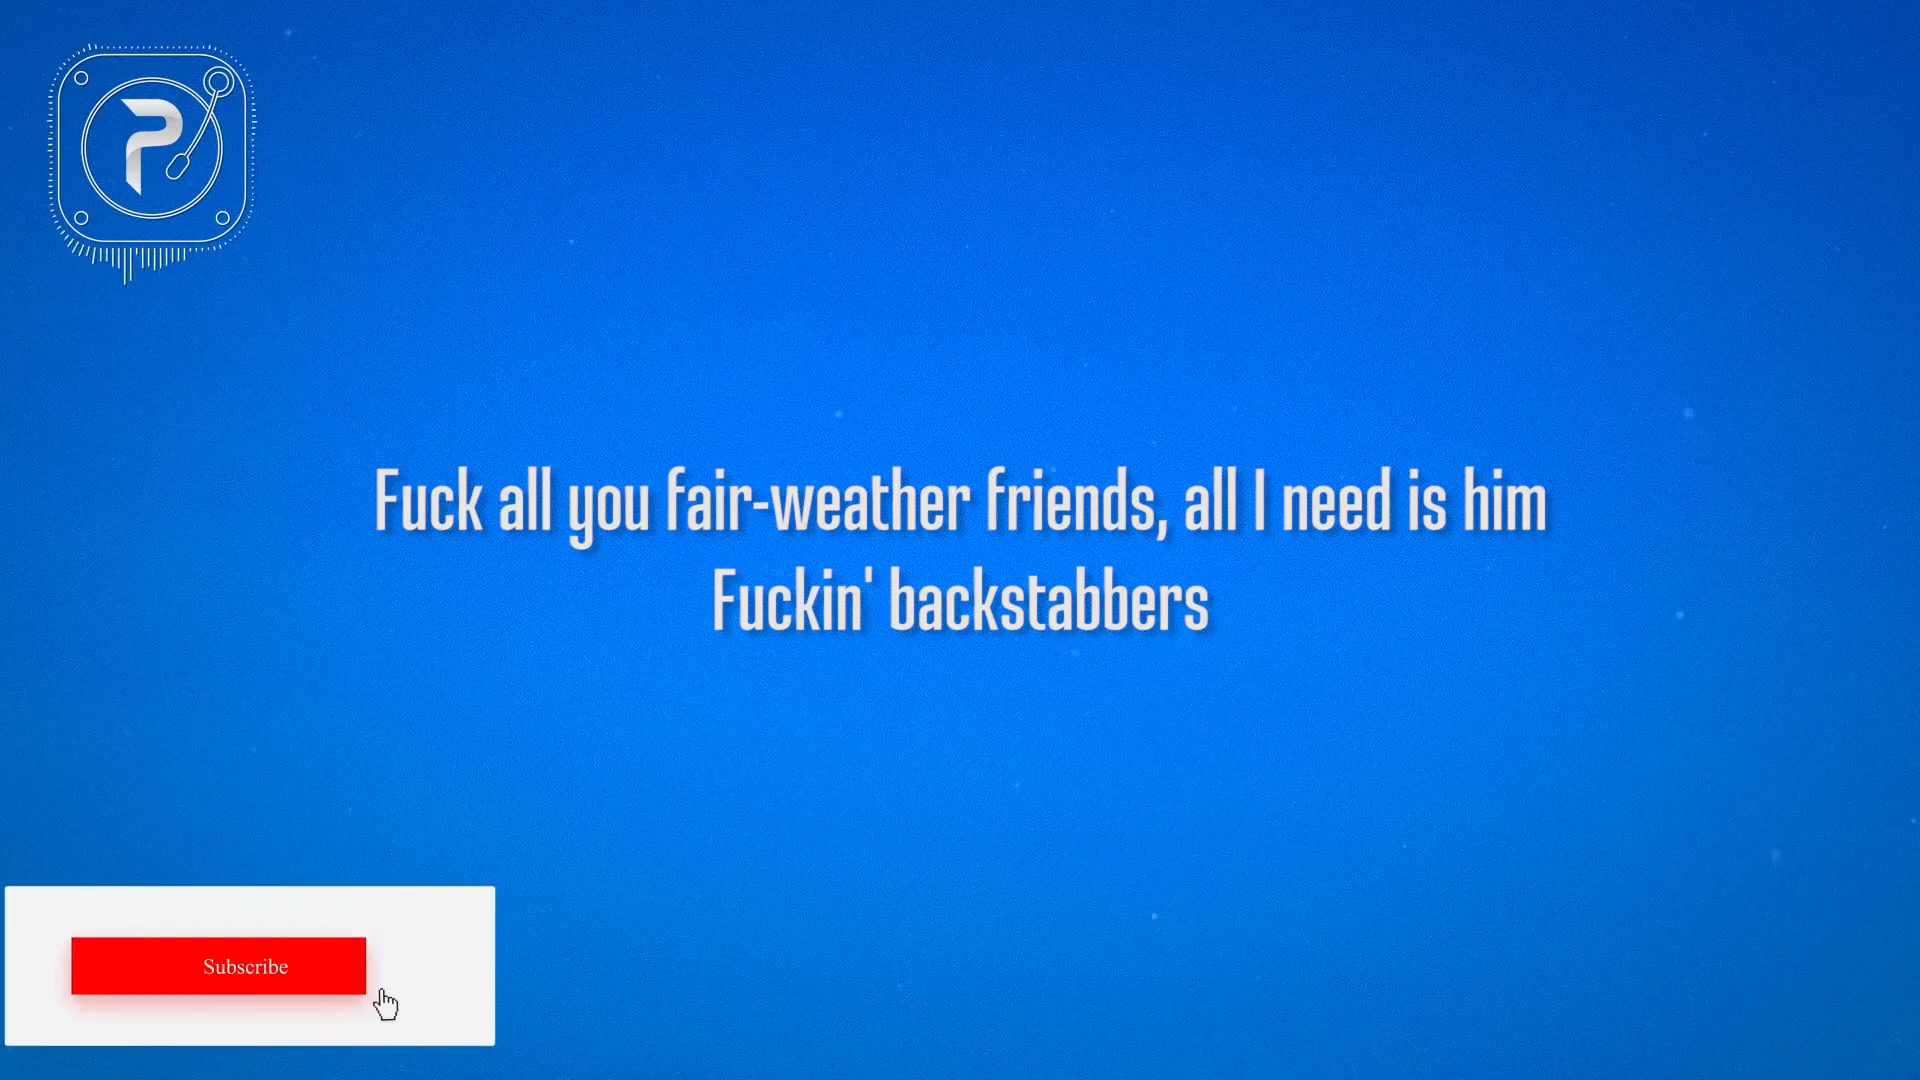 P
Fuck all you fair-weather friends, all I need is him
Fuckin' backstabbers
Subscribe